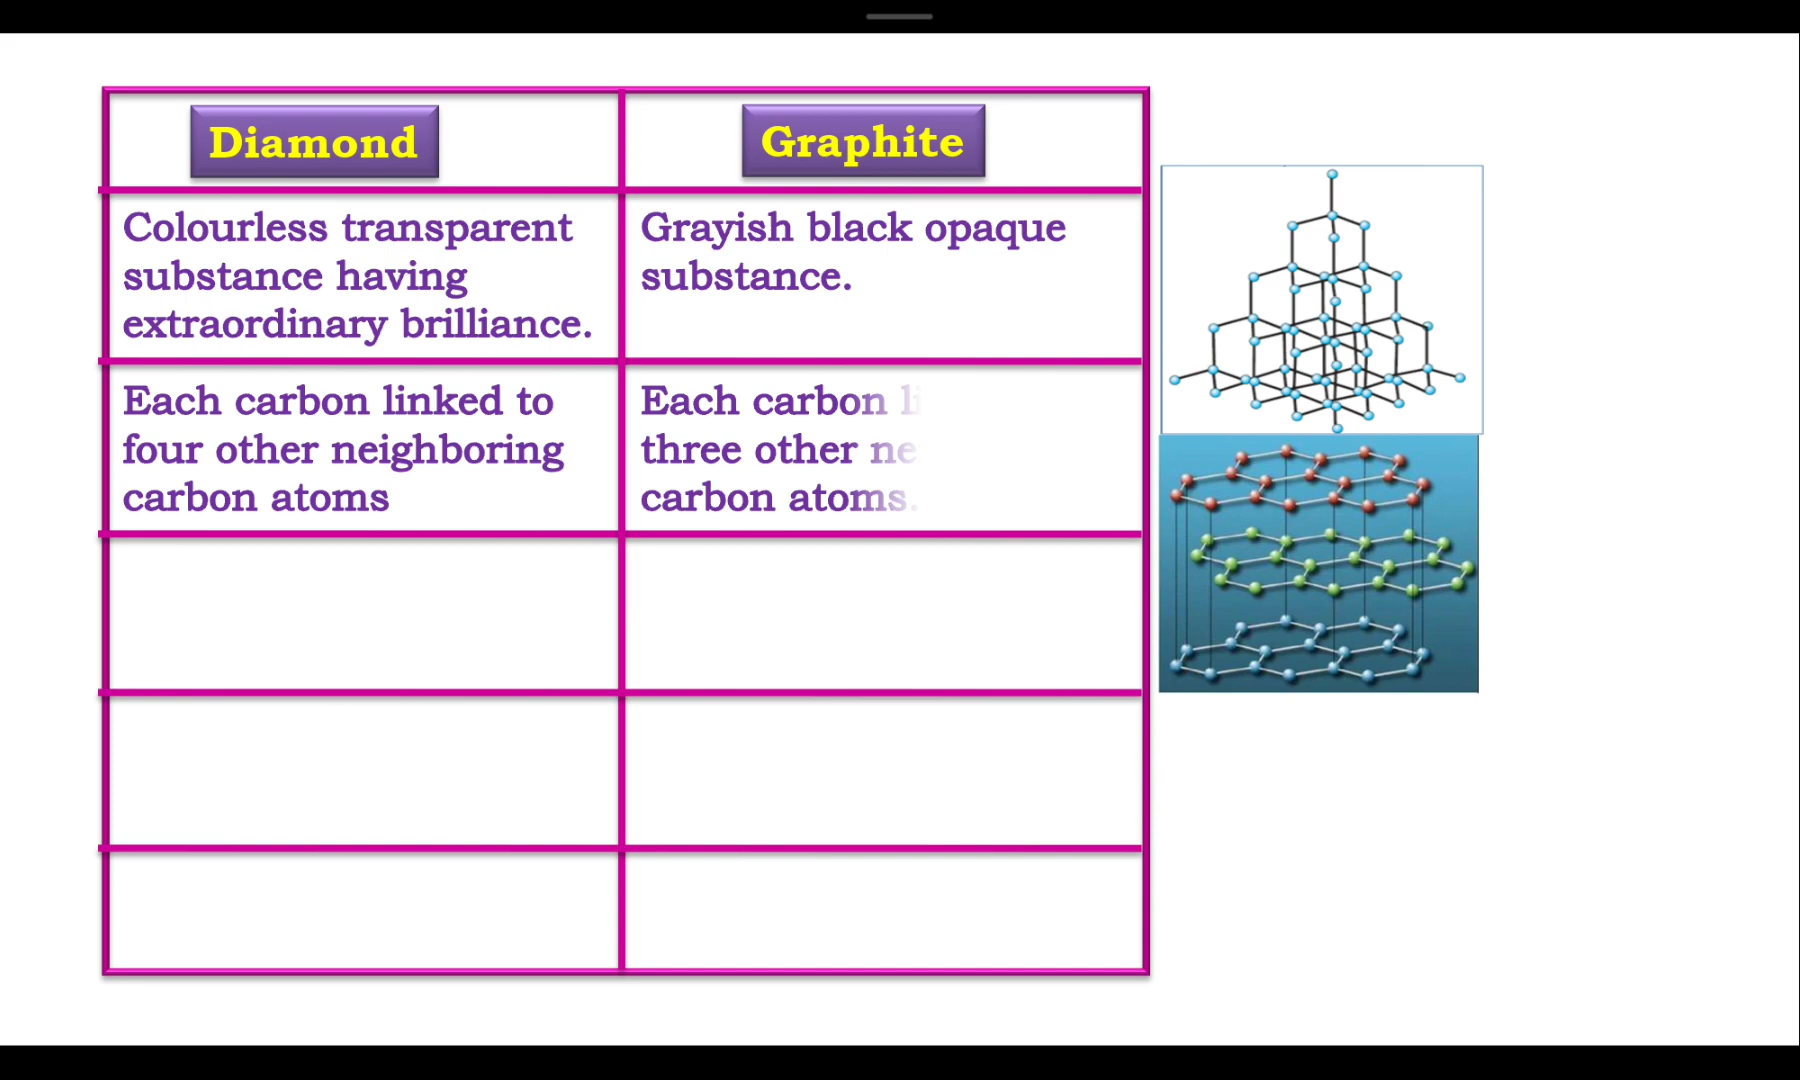 Diamond
Graphite
Colourless transparent
substance having
extraordinary brilliance.
Grayish black opaque
substance.
Each carbon linked to
four other neighboring
carbon atoms
Each carbon
three other
carbon atoms.